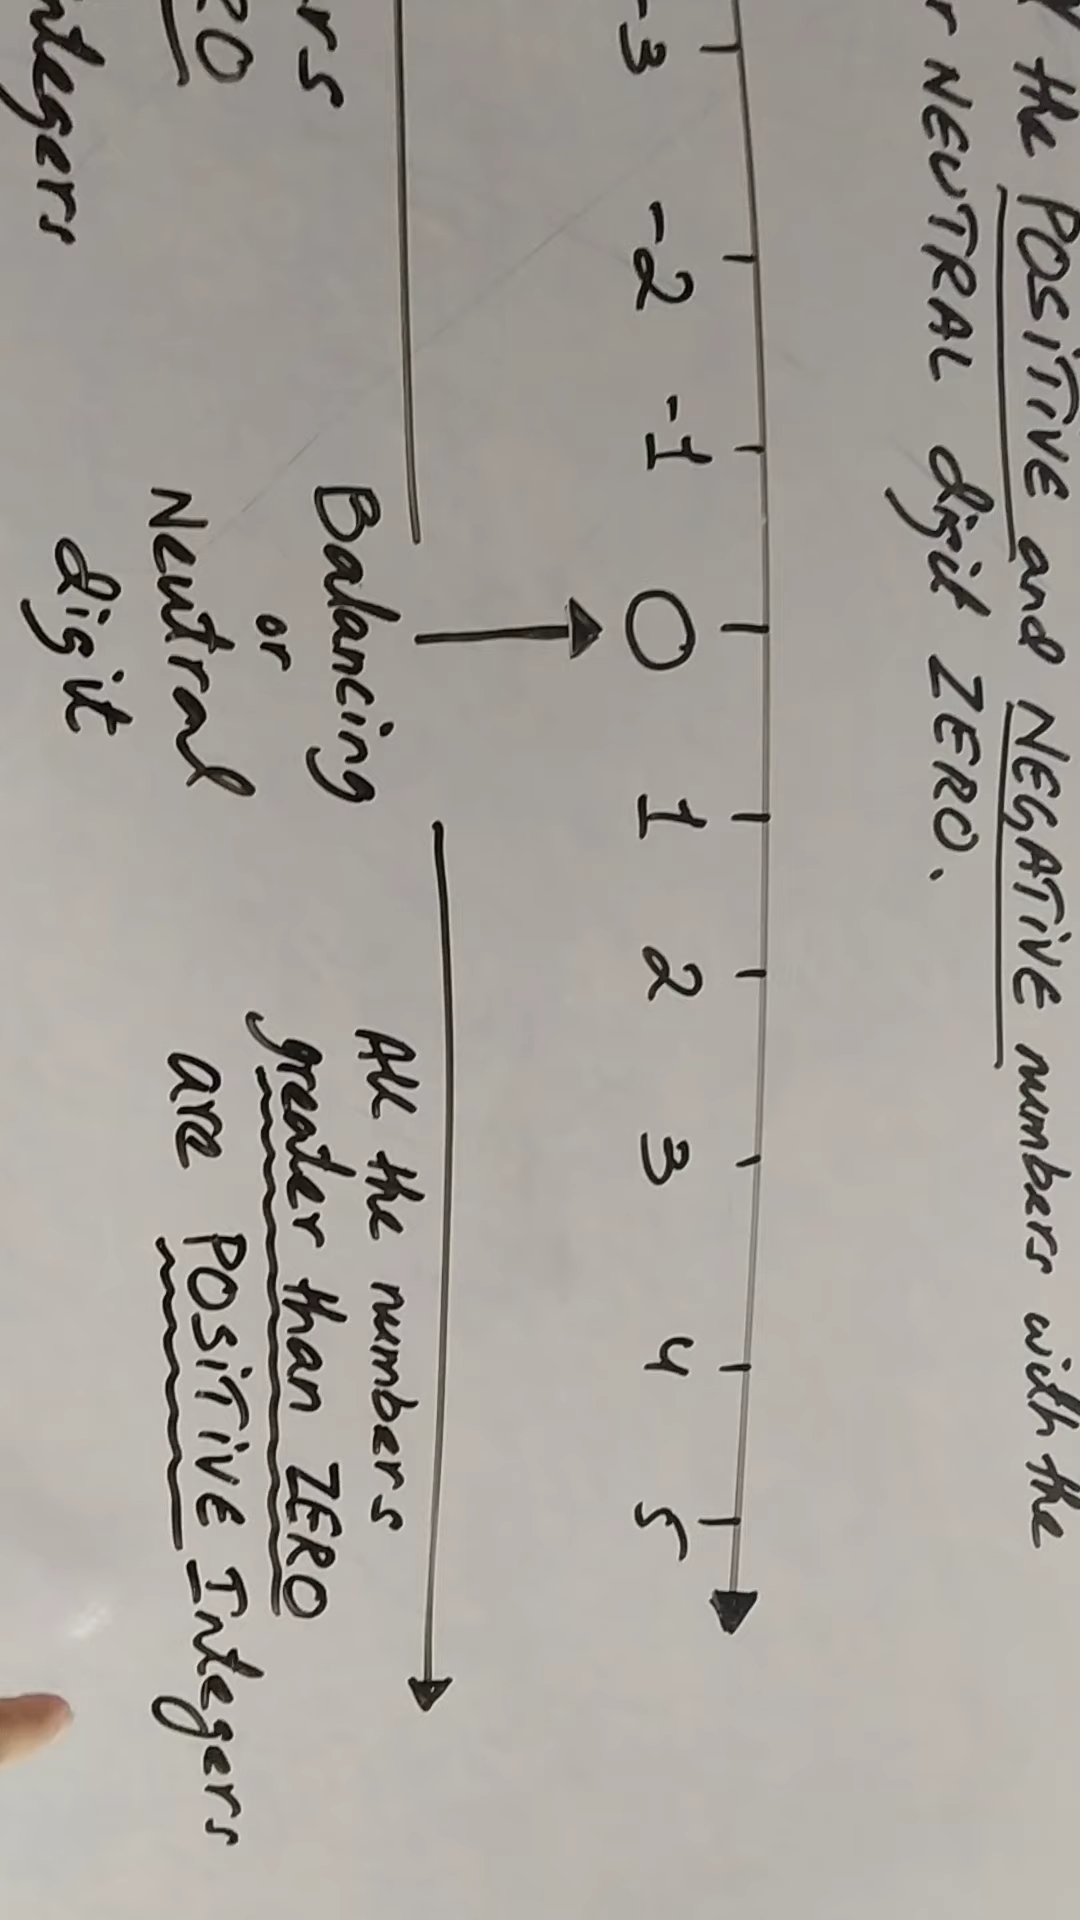 the POSITIVE and NEGATIVE numbers with the
r NEUTRAL digit ZERO.
-3 -2 -1 0 1 2 3 4 5
rs
Balancing
or
Neutral
digit
All the numbers
greater than ZERO
are POSITIVE Integers
ntegers